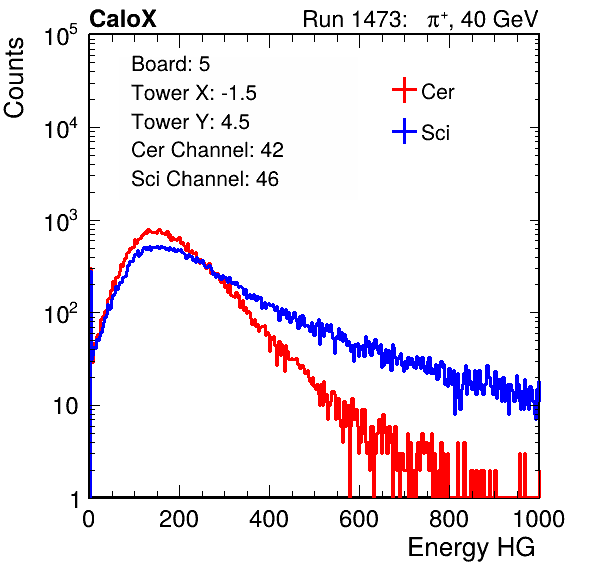 CaloX Run 1473: π⁺, 40 GeV
Counts
10⁵
10⁴
10³
10²
10
1
Board: 5
Tower X: -1.5
Tower Y: 4.5
Cer Channel: 42
Sci Channel: 46
Cer
Sci
0 200 400 600 800 1000
Energy HG